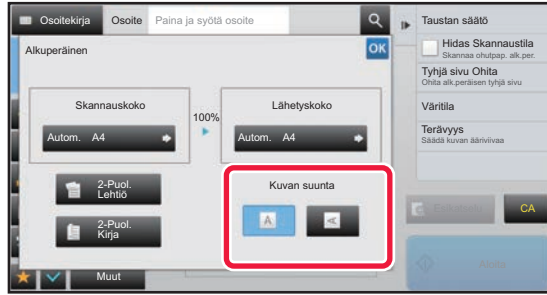 Osoitekirja
Osoite
Paina ja syötä osoite
Alkuperäinen
OK
Skannauskoko
Autom. A4
100%
Lähetyskoko
Autom. A4
2-Puol.
Lehtiö
2-Puol.
Kirja
Kuvan suunta
A
A
Muut
Taustan säätö
Hidas Skannaustila
Skannaa ohutpap. alk.per.
Tyhjä sivu Ohita
Ohita alk.peräisen tyhjä sivu
Väritila
Terävyys
Säädä kuvan ääriviivaa
Esikatselu
CA
Aloita